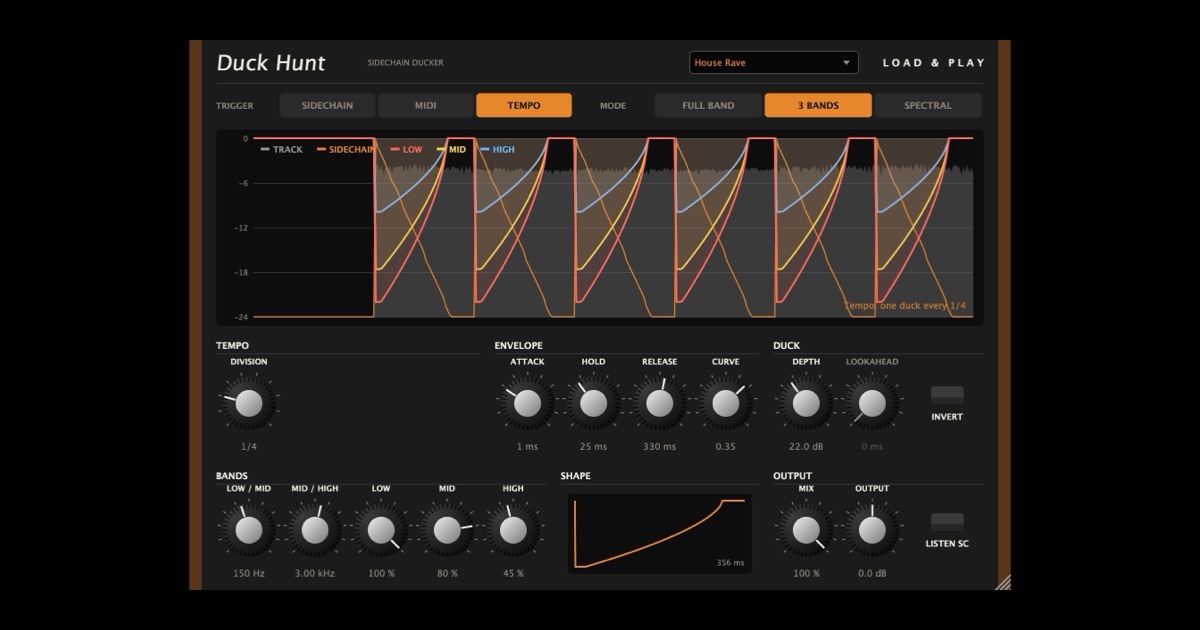 Duck Hunt SIDECHAIN DUCKER House Rave LOAD & PLAY
TRIGGER SIDECHAIN MIDI TEMPO MODE FULL BAND 3 BANDS SPECTRAL
0
TRACK SIDECHAIN LOW MID HIGH
-6
-12
-18
Tempo: one duck every 1/4
-24
TEMPO ENVELOPE DUCK
DIVISION ATTACK HOLD RELEASE CURVE DEPTH LOOKAHEAD
INVERT
1/4 1 ms 25 ms 330 ms 0.35 22.0 dB 0 ms
BANDS SHAPE OUTPUT
LOW / MID MID / HIGH LOW MID HIGH MIX OUTPUT
LISTEN SC
356 ms
150 Hz 3.00 kHz 100 % 80 % 45 % 100 % 0.0 dB